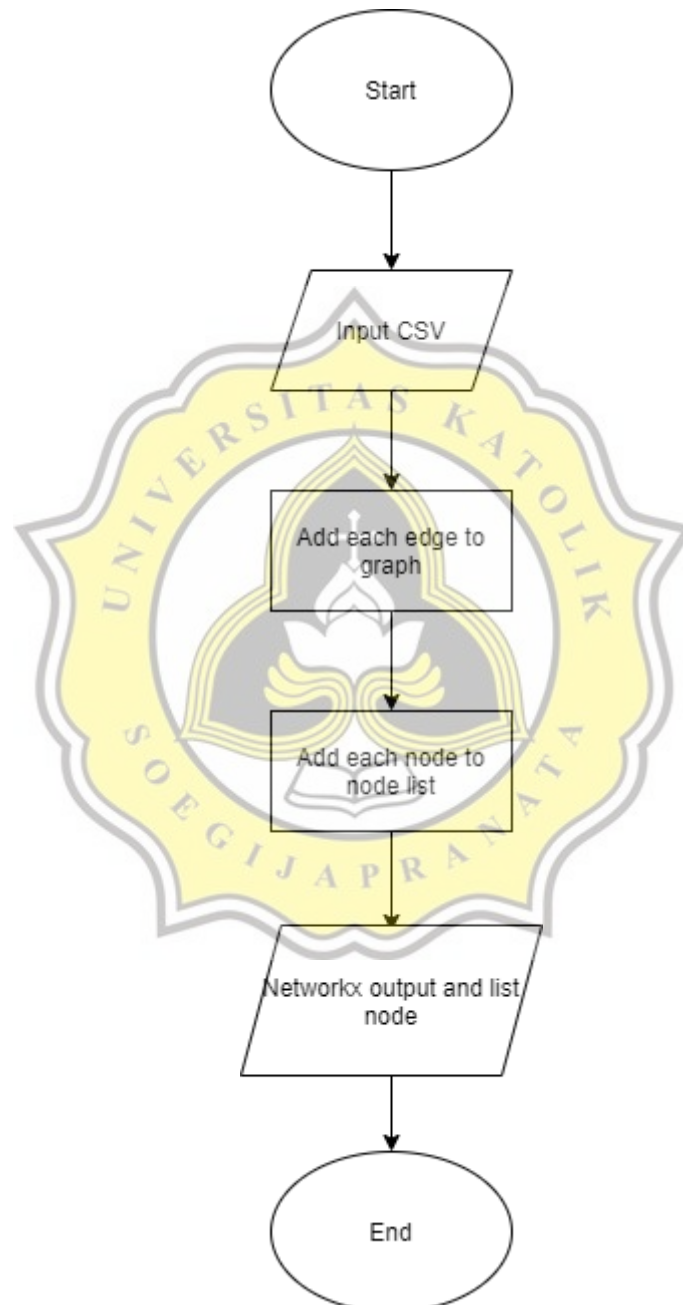 Start
Input CSV
UNIVERSITAS KATOLIK
Add each edge to
graph
Add each node to
node list
SOEGIJAPRANATA
Networkx output and list
node
End